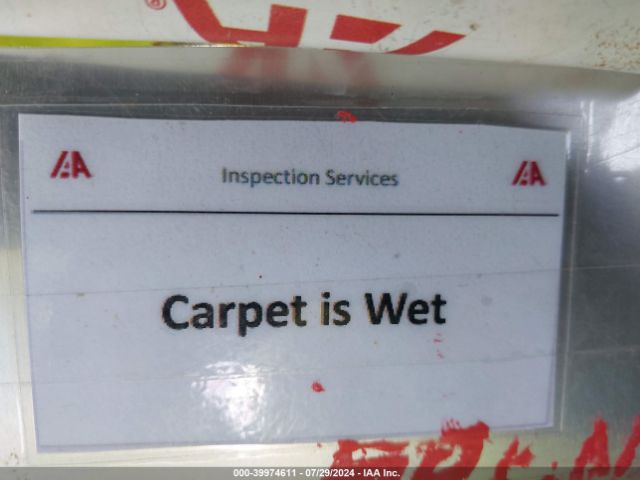 IAA Inspection Services IAA
Carpet is Wet
000-39974611 - 07/29/2024 - IAA Inc.